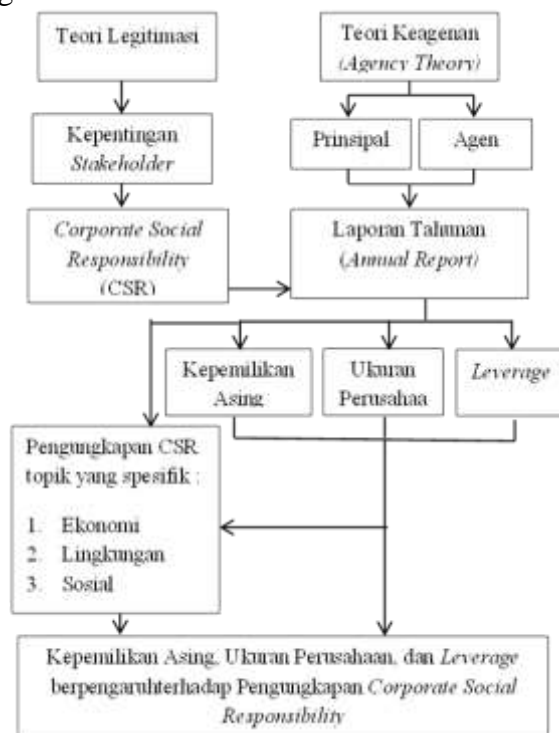 Teori Legitimasi
Teori Keagenan
(Agency Theory)
Kepentingan
Stakeholder
Prinsipal
Agen
Corporate Social
Responsibility
(CSR)
Laporan Tahunan
(Annual Report)
Kepemilikan
Asing
Ukuran
Perusahaa
Leverage
Pengungkapan CSR
topik yang spesifik :
1. Ekonomi
2. Lingkungan
3. Sosial
Kepemilikan Asing, Ukuran Perusahaan, dan Leverage
berpengaruhterhadap Pengungkapan Corporate Social
Responsibility